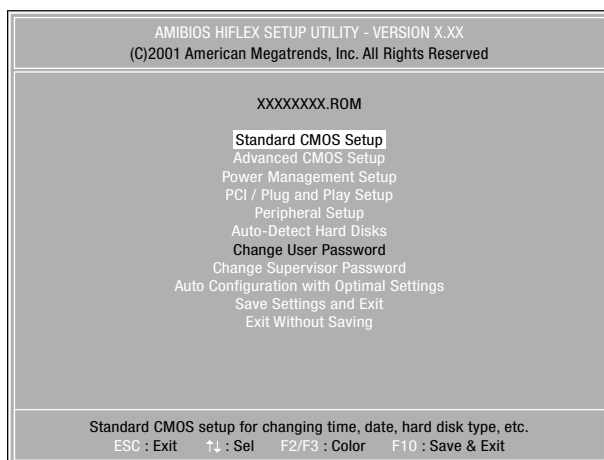 AMIBIOS HIFLEX SETUP UTILITY - VERSION X.XX
(C)2001 American Megatrends, Inc. All Rights Reserved
XXXXXXXX.ROM
Standard CMOS Setup
Advanced CMOS Setup
Power Management Setup
PCI / Plug and Play Setup
Peripheral Setup
Auto-Detect Hard Disks
Change User Password
Change Supervisor Password
Auto Configuration with Optimal Settings
Save Settings and Exit
Exit Without Saving
Standard CMOS setup for changing time, date, hard disk type, etc.
ESC : Exit ↑↓ : Sel F2/F3 : Color F10 : Save & Exit